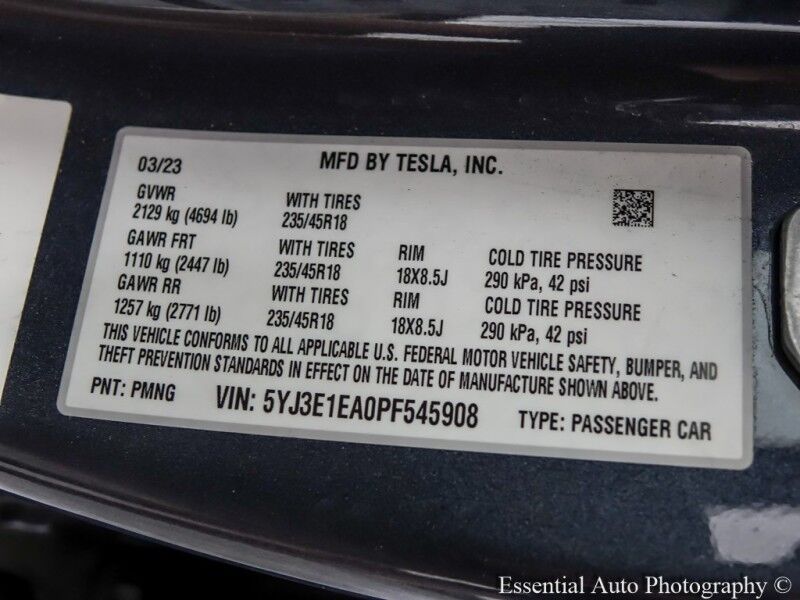 03/23 MFD BY TESLA, INC.
GVWR WITH TIRES
2129 kg (4694 lb) 235/45R18
GAWR FRT WITH TIRES RIM COLD TIRE PRESSURE
1110 kg (2447 lb) 235/45R18 18X8.5J 290 kPa, 42 psi
GAWR RR WITH TIRES RIM COLD TIRE PRESSURE
1257 kg (2771 lb) 235/45R18 18X8.5J 290 kPa, 42 psi
THIS VEHICLE CONFORMS TO ALL APPLICABLE U.S. FEDERAL MOTOR VEHICLE SAFETY, BUMPER, AND
THEFT PREVENTION STANDARDS IN EFFECT ON THE DATE OF MANUFACTURE SHOWN ABOVE.
PNT: PMNG VIN: 5YJ3E1EA0PF545908 TYPE: PASSENGER CAR
Essential Auto Photography ©